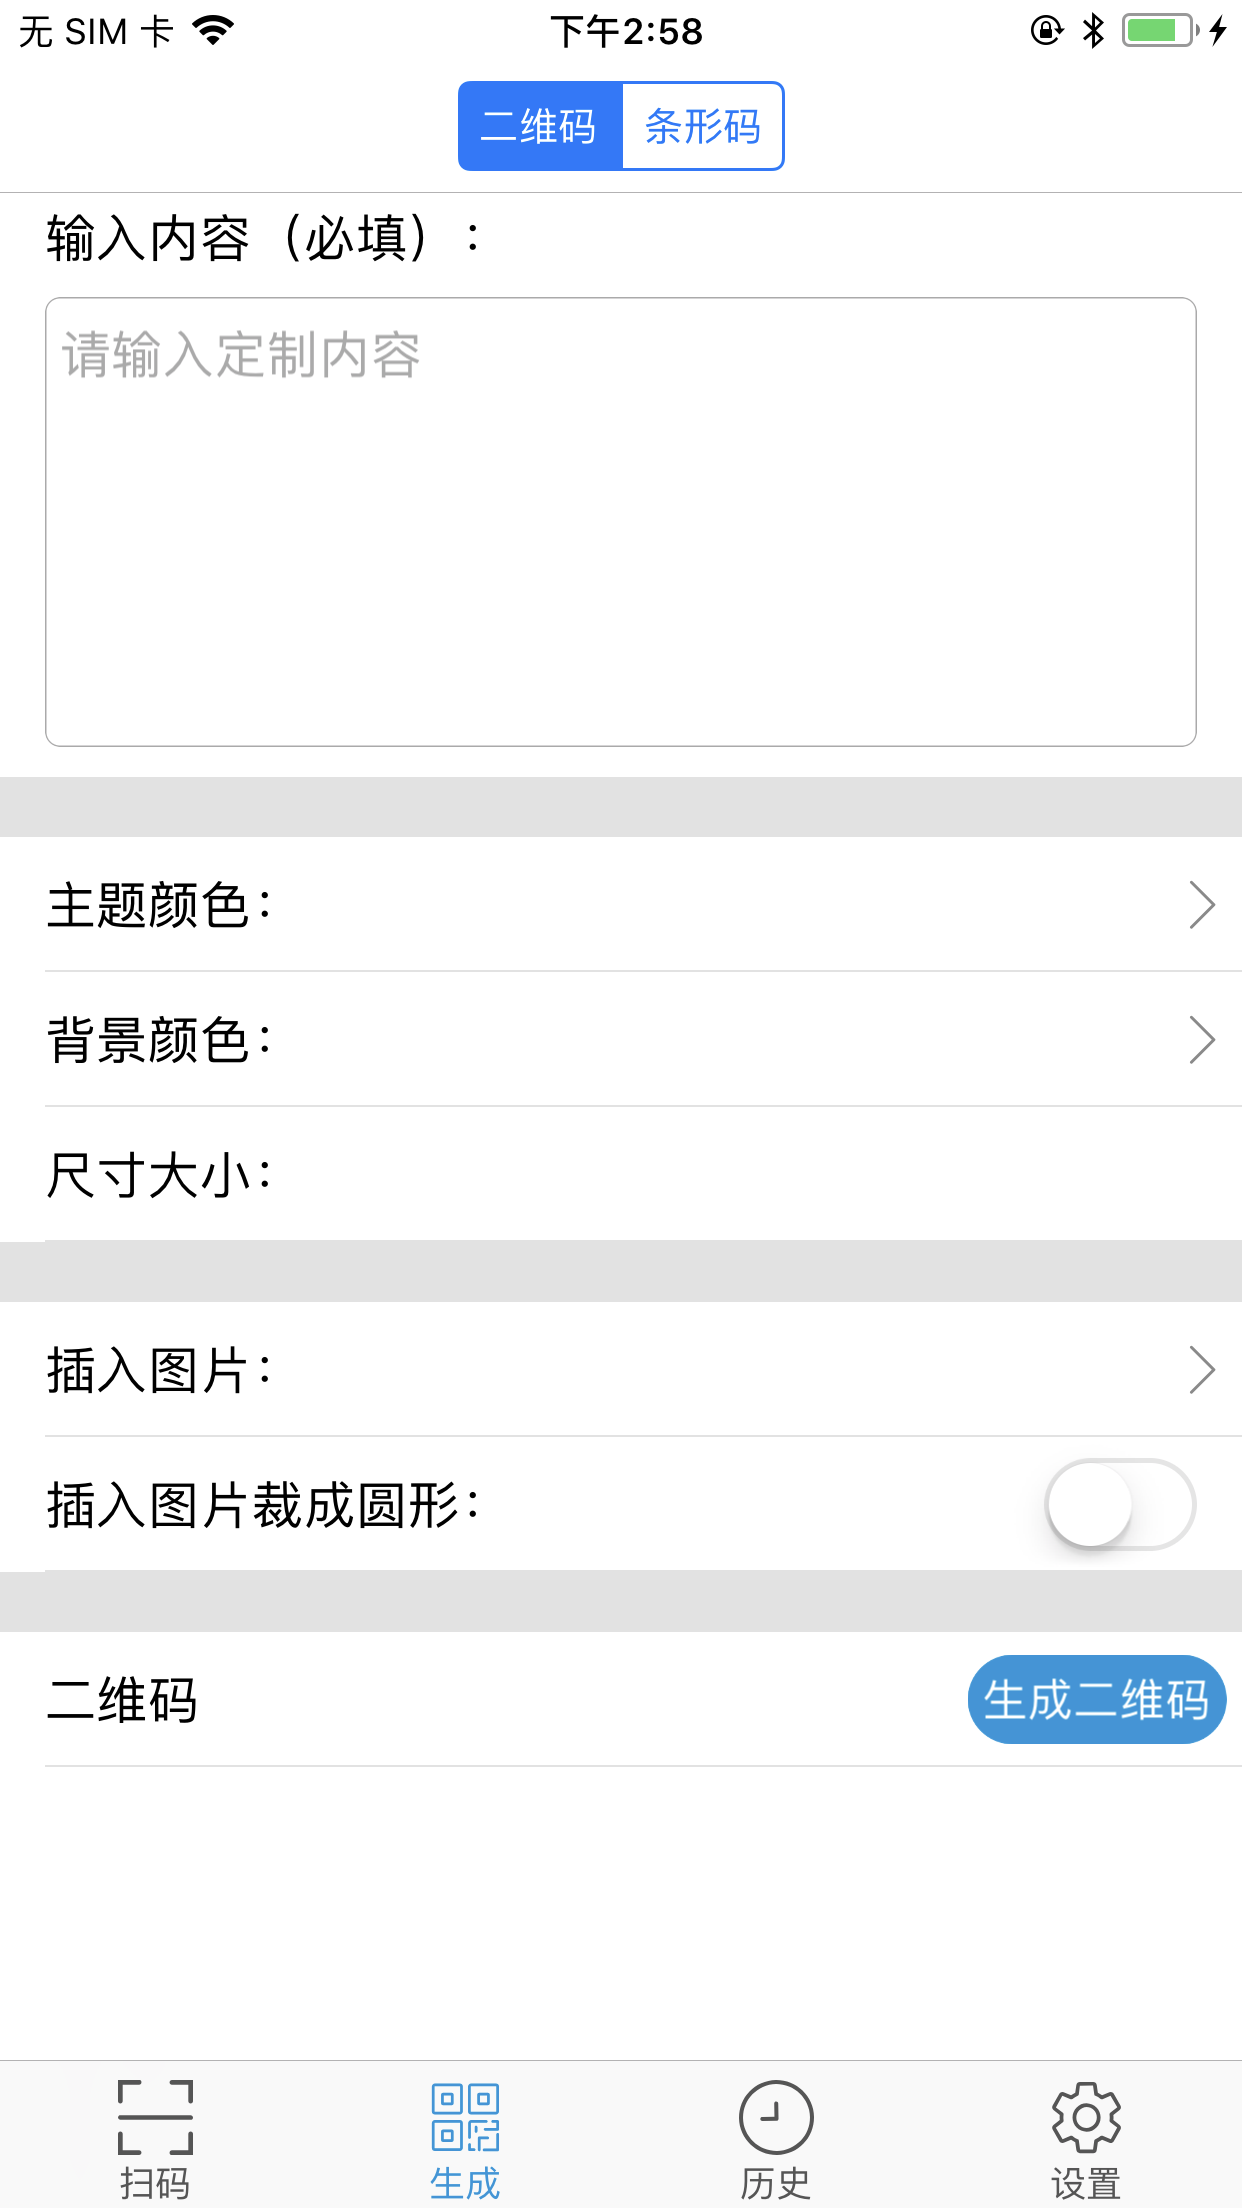 无 SIM 卡 下午2:58
二维码 条形码
输入内容（必填）：
请输入定制内容
主题颜色：
背景颜色：
尺寸大小：
插入图片：
插入图片裁成圆形：
二维码 生成二维码
扫码 生成 历史 设置